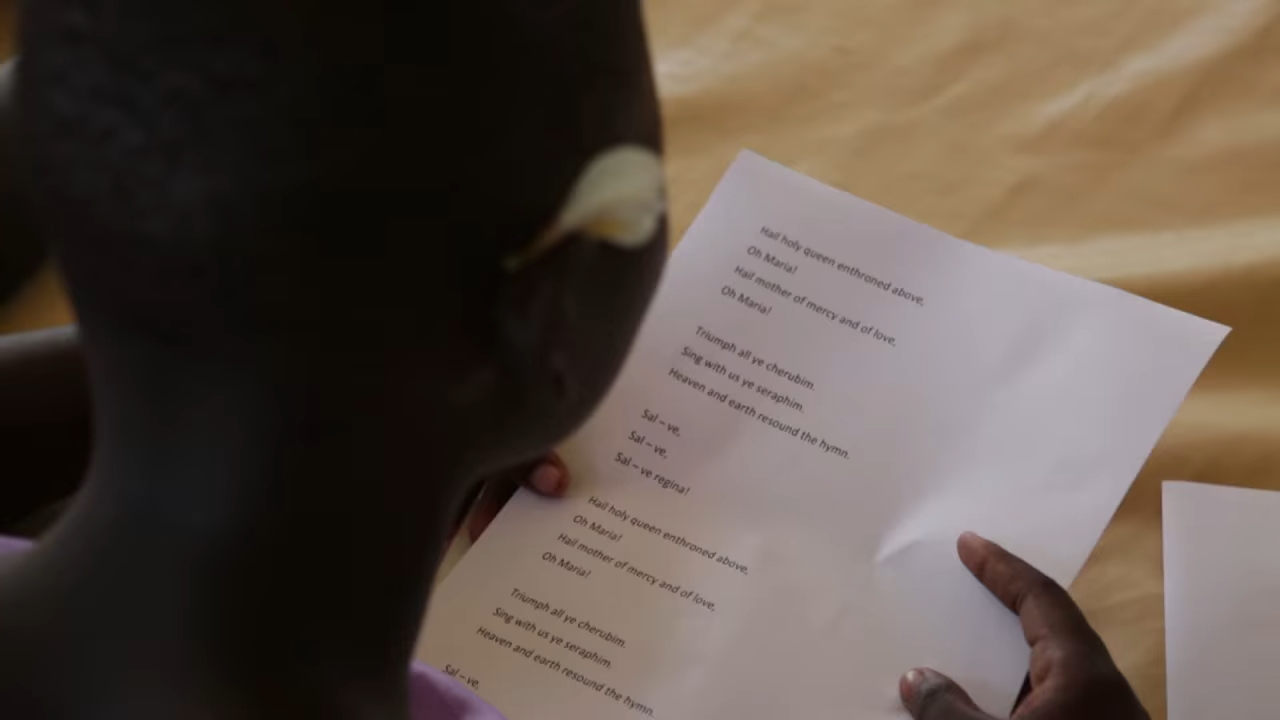 Hail holy queen enthroned above,
Oh Maria!
Hail mother of mercy and of love,
Oh Maria!
Triumph all ye cherubim.
Sing with us ye seraphim.
Heaven and earth resound the hymn.
Sal – ve,
Sal – ve,
Sal – ve regina!
Hail holy queen enthroned above,
Oh Maria!
Hail mother of mercy and of love,
Oh Maria!
Triumph all ye cherubim.
Sing with us ye seraphim.
Heaven and earth resound the hymn.
Sal – ve,